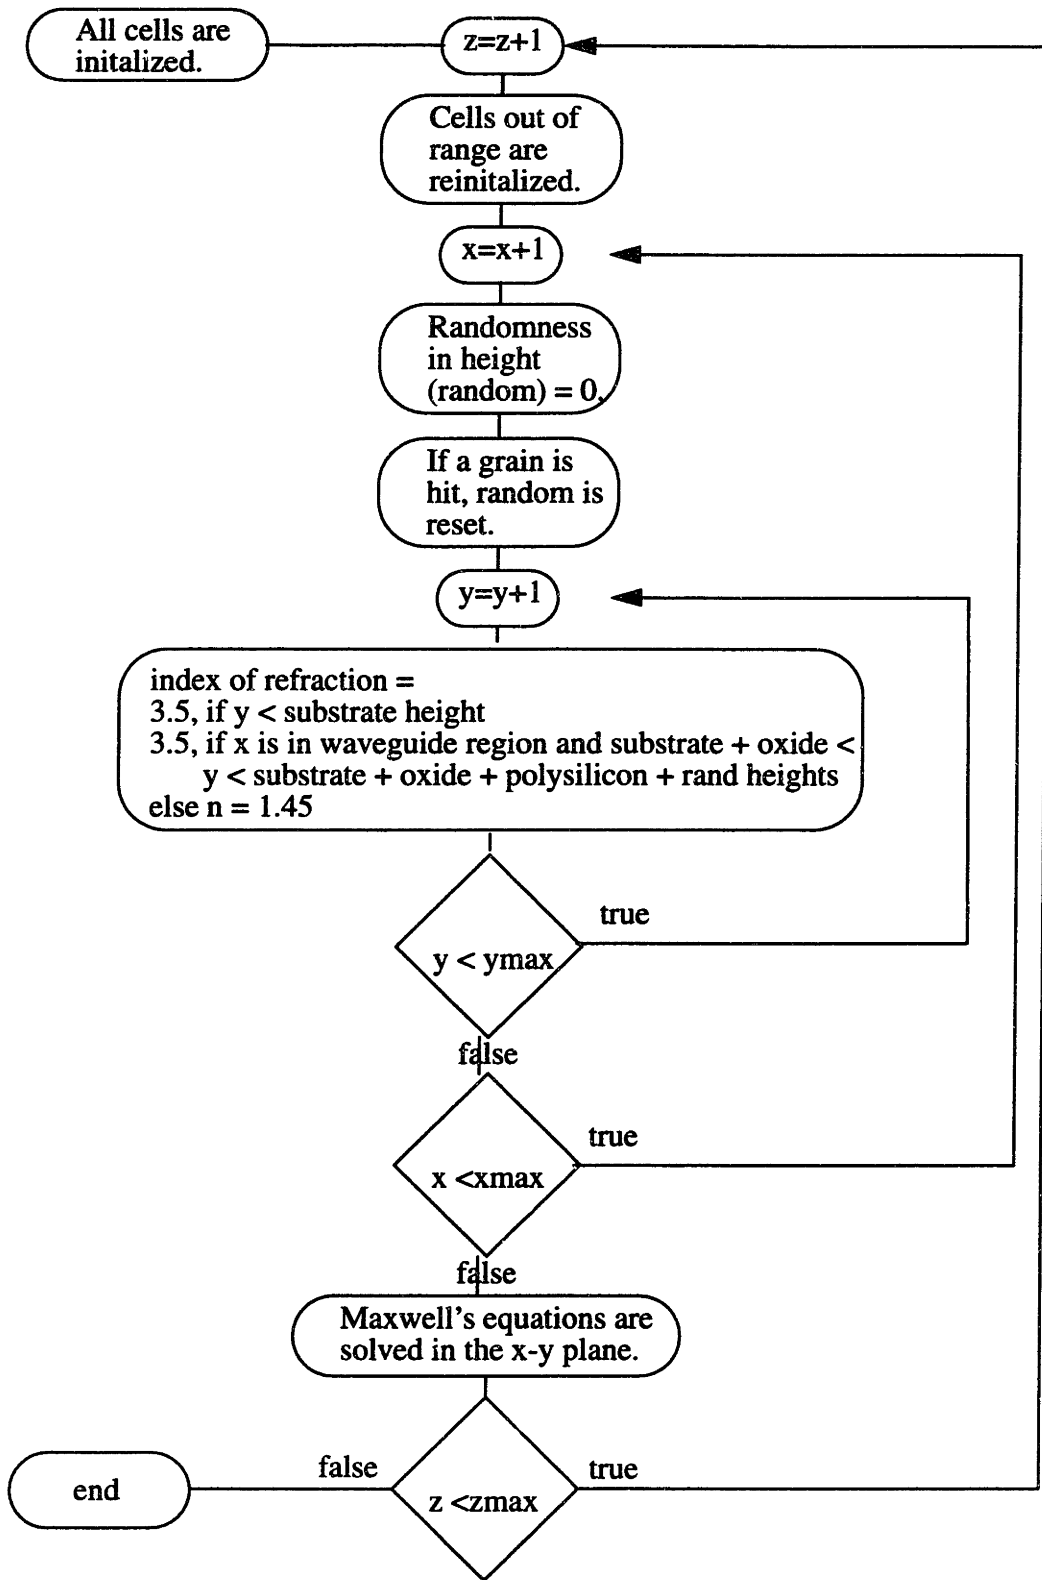 All cells are
initalized.
z=z+1
Cells out of
range are
reinitalized.
x=x+1
Randomness
in height
(random) = 0,
If a grain is
hit, random is
reset.
y=y+1
index of refraction =
3.5, if y < substrate height
3.5, if x is in waveguide region and substrate + oxide <
y < substrate + oxide + polysilicon + rand heights
else n = 1.45
true
y < ymax
false
true
x <xmax
false
Maxwell's equations are
solved in the x-y plane.
end
false
true
z <zmax